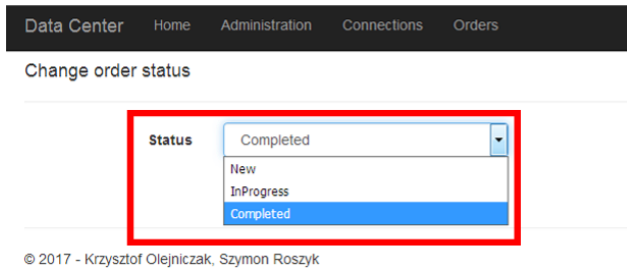 Data Center Home Administration Connections Orders
Change order status
Status Completed
New
InProgress
Completed
© 2017 - Krzysztof Olejniczak, Szymon Roszyk